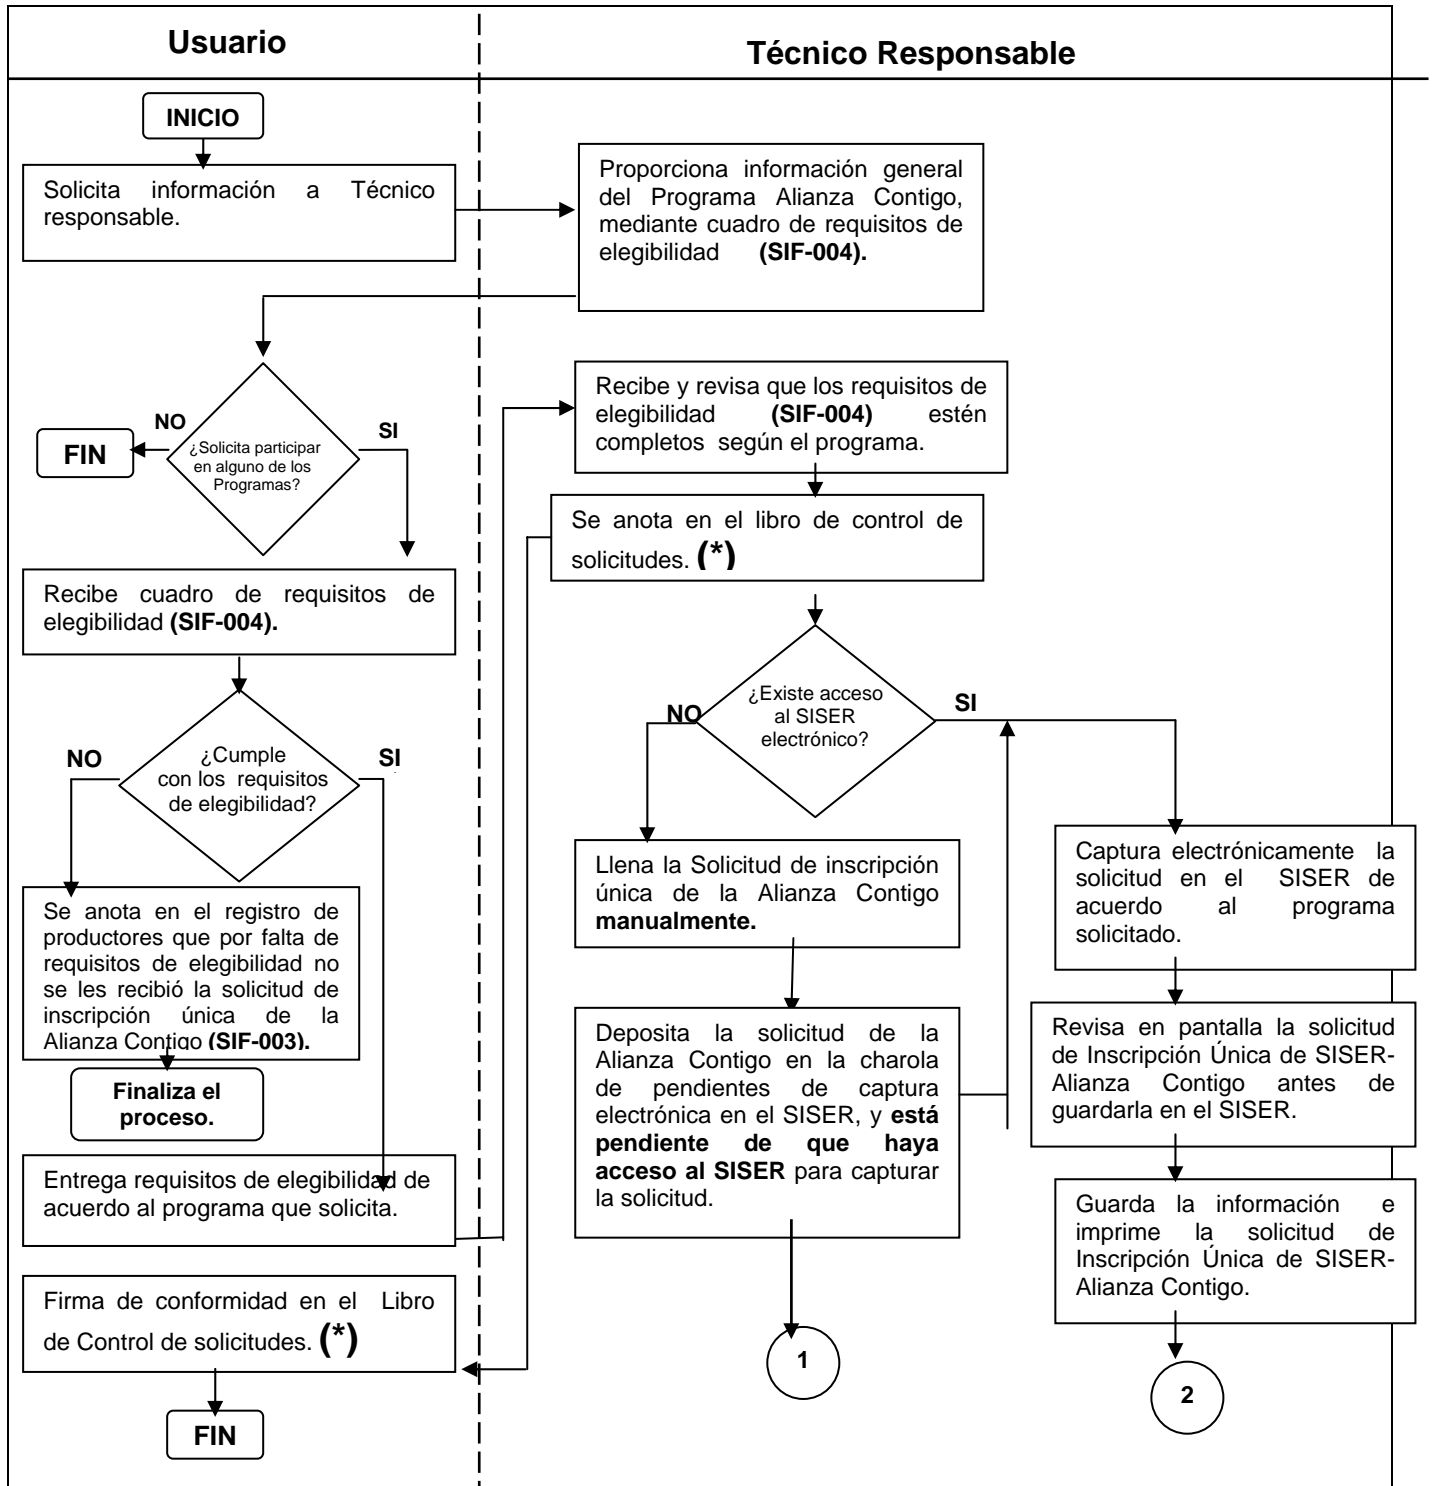 Usuario
Técnico Responsable
INICIO
Solicita información a Técnico
responsable.
Proporciona información general
del Programa Alianza Contigo,
mediante cuadro de requisitos de
elegibilidad (SIF-004).
NO
SI
FIN
¿Solicita participar
en alguno de los
Programas?
Recibe y revisa que los requisitos de
elegibilidad (SIF-004) estén
completos según el programa.
Se anota en el libro de control de
solicitudes. (*)
Recibe cuadro de requisitos de
elegibilidad (SIF-004).
¿Existe acceso
al SISER
electrónico?
NO
SI
NO
SI
¿Cumple
con los requisitos
de elegibilidad?
Llena la Solicitud de inscripción
única de la Alianza Contigo
manualmente.
Captura electrónicamente la
solicitud en el SISER de
acuerdo al programa
solicitado.
Se anota en el registro de
productores que por falta de
requisitos de elegibilidad no
se les recibió la solicitud de
inscripción única de la
Alianza Contigo (SIF-003).
Finaliza el
proceso.
Deposita la solicitud de la
Alianza Contigo en la charola
de pendientes de captura
electrónica en el SISER, y está
pendiente de que haya
acceso al SISER para capturar
la solicitud.
Revisa en pantalla la solicitud
de Inscripción Única de SISER-
Alianza Contigo antes de
guardarla en el SISER.
Entrega requisitos de elegibilidad de
acuerdo al programa que solicita.
Guarda la información e
imprime la solicitud de
Inscripción Única de SISER-
Alianza Contigo.
Firma de conformidad en el Libro
de Control de solicitudes. (*)
1
2
FIN